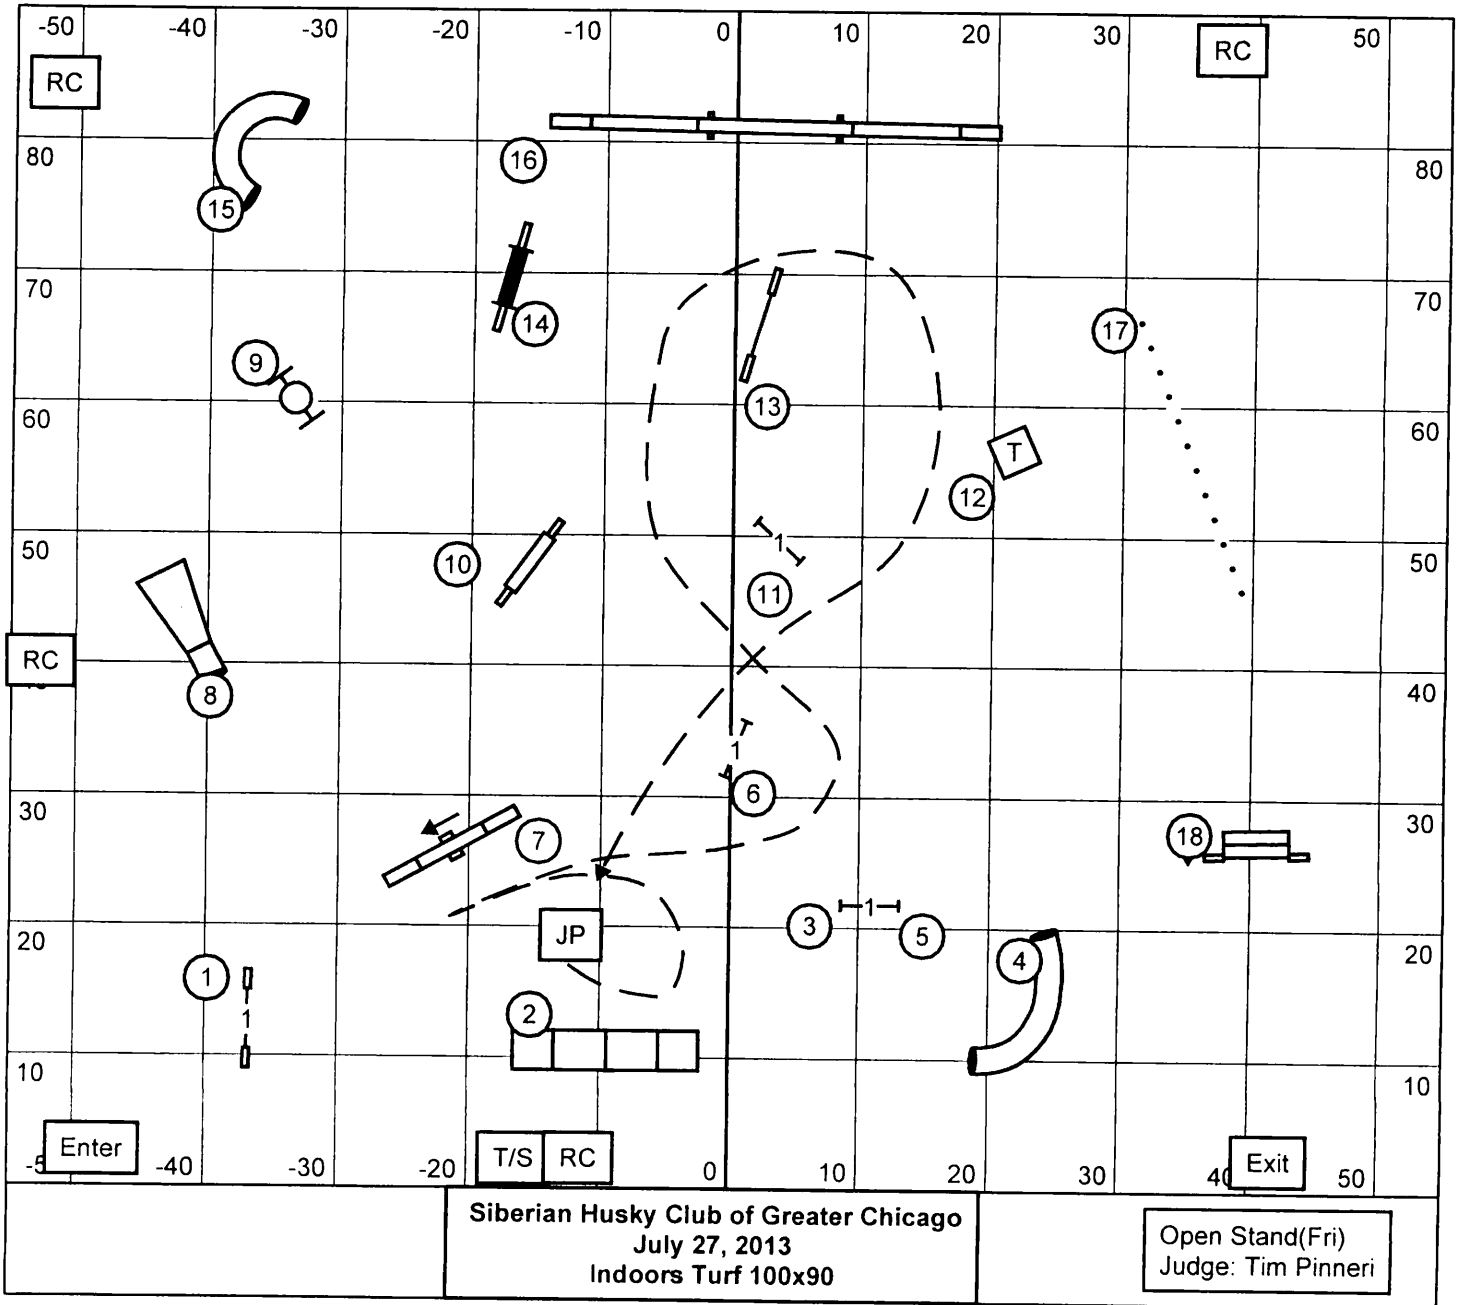 -50 -40 -30 -20 -10 0 10 20 30 50
RC RC
80 16 80
15
70 70
14
9 17
60 13 60
T
12
50 1 50
10
11
RC
8 40
1
6
30 30
7 18
3 1 5
20 JP 20
1 4
1 2
10 10
Enter T/S RC Exit
-5 -40 -30 -20 0 10 20 30 40 50
Siberian Husky Club of Greater Chicago
July 27, 2013
Indoors Turf 100x90
Open Stand(Fri)
Judge: Tim Pinneri